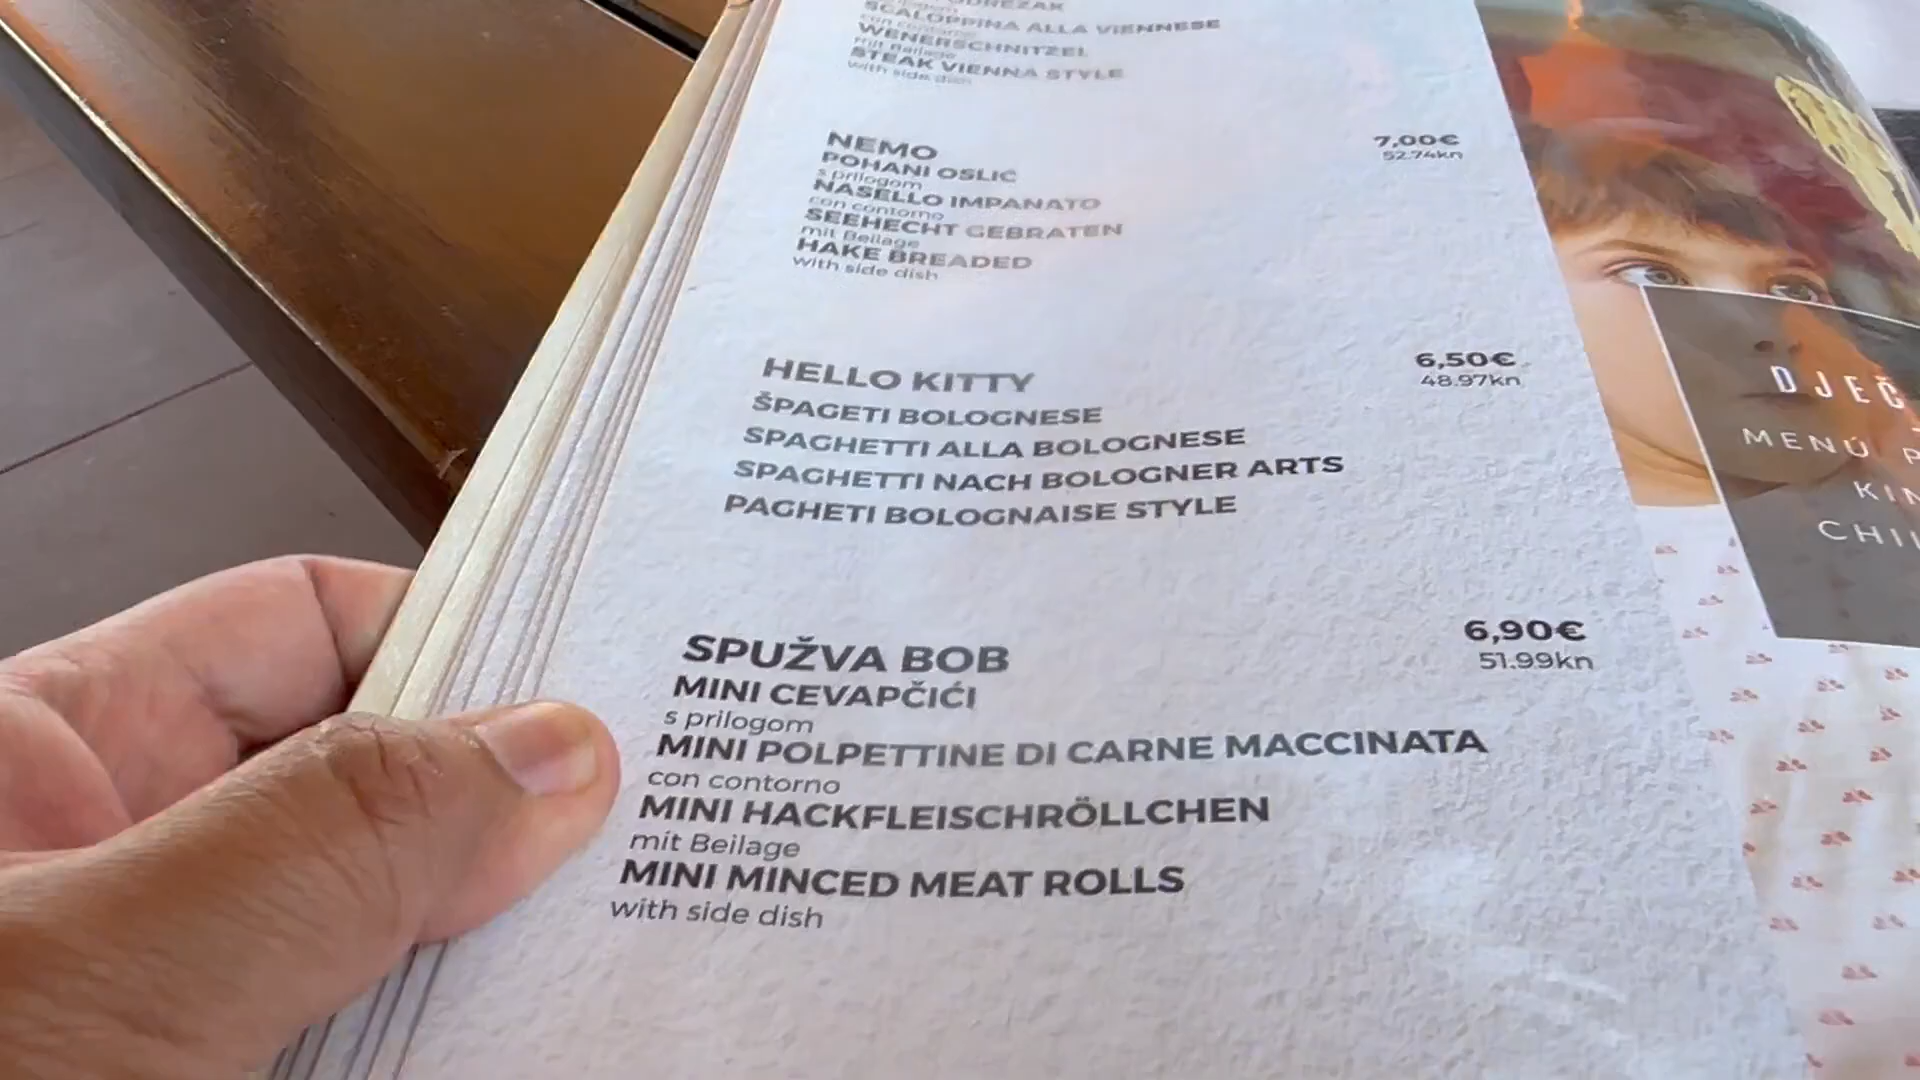 SCALOPPINA ALLA VIENNESE
con contorno
WENERSCHNITZEL
mit Beilage
STEAK VIENNA STYLE
with side dish
NEMO 7,00€
POHANI OSLIĆ 52.74kn
s prilogom
NASELLO IMPANATO
con contorno
SEEHECHT GEBRATEN
mit Beilage
HAKE BREADED
with side dish
HELLO KITTY 6,50€
ŠPAGETI BOLOGNESE 48.97kn
SPAGHETTI ALLA BOLOGNESE
SPAGHETTI NACH BOLOGNER ARTS
PAGHETI BOLOGNAISE STYLE
SPUŽVA BOB 6,90€
MINI CEVAPČIĆI 51.99kn
s prilogom
MINI POLPETTINE DI CARNE MACCINATA
con contorno
MINI HACKFLEISCHRÖLLCHEN
mit Beilage
MINI MINCED MEAT ROLLS
with side dish
DJEČ
MENÚ P
KIN
CHIL